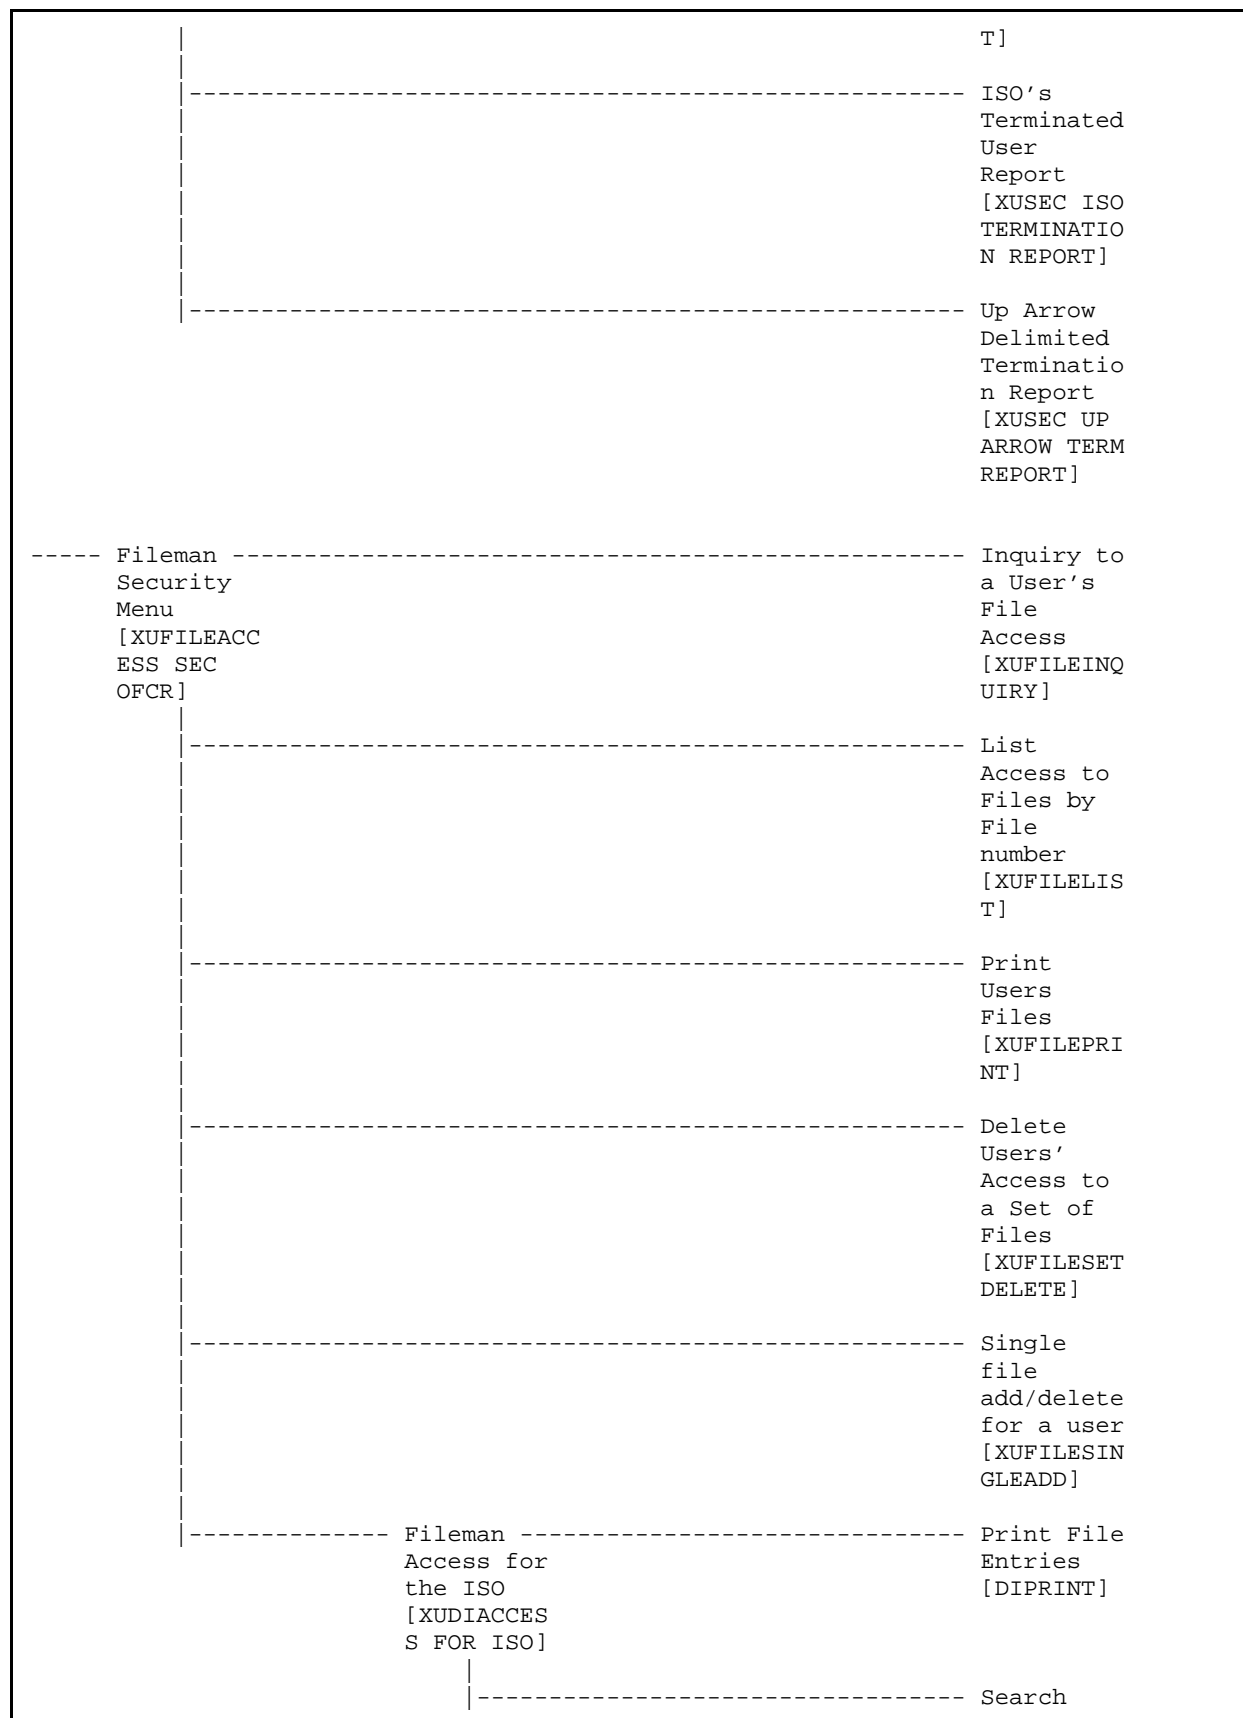 T]
ISO's
Terminated
User
Report
[XUSEC ISO
TERMINATIO
N REPORT]
Up Arrow
Delimited
Terminatio
n Report
[XUSEC UP
ARROW TERM
REPORT]
----- Fileman --------------------------------------------------- Inquiry to
Security a User's
Menu File
[XUFILEACC Access
ESS SEC [XUFILEINQ
OFCR] UIRY]
List
Access to
Files by
File
number
[XUFILELIS
T]
Print
Users
Files
[XUFILEPRI
NT]
Delete
Users'
Access to
a Set of
Files
[XUFILESET
DELETE]
Single
file
add/delete
for a user
[XUFILESIN
GLEADD]
|-------------- Fileman ------------------------------- Print File
Access for Entries
the ISO [DIPRINT]
[XUDIACCES
S FOR ISO]
Search